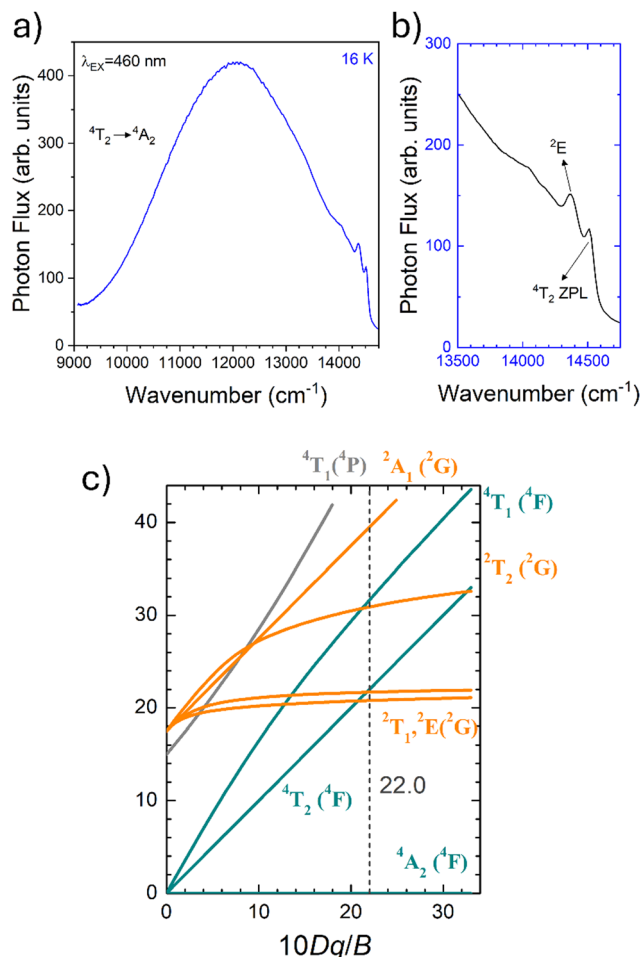 a)
λEX=460 nm
16 K
⁴T₂→⁴A₂
Photon Flux (arb. units)
400
300
200
100
0
9000 10000 11000 12000 13000 14000
Wavenumber (cm⁻¹)
b)
Photon Flux (arb. units)
300
250
200
150
100
50
0
²E
⁴T₂ ZPL
13500 14000 14500
Wavenumber (cm⁻¹)
c)
⁴T₁(⁴P) ²A₁ (²G)
⁴T₁ (⁴F)
²T₂ (²G)
²T₁,²E(²G)
⁴T₂ (⁴F)
22.0
⁴A₂ (⁴F)
40
30
20
10
0
0 10 20 30
10Dq/B